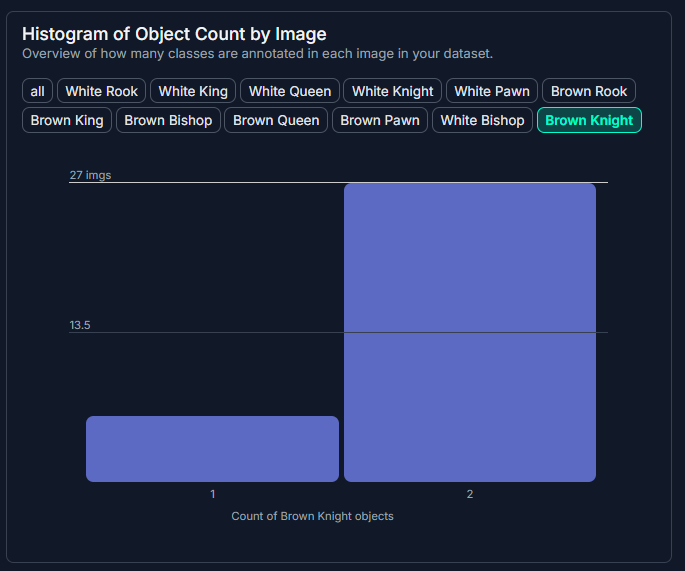 Histogram of Object Count by Image
Overview of how many classes are annotated in each image in your dataset.
all White Rook White King White Queen White Knight White Pawn Brown Rook
Brown King Brown Bishop Brown Queen Brown Pawn White Bishop Brown Knight
27 imgs
13.5
1 2
Count of Brown Knight objects